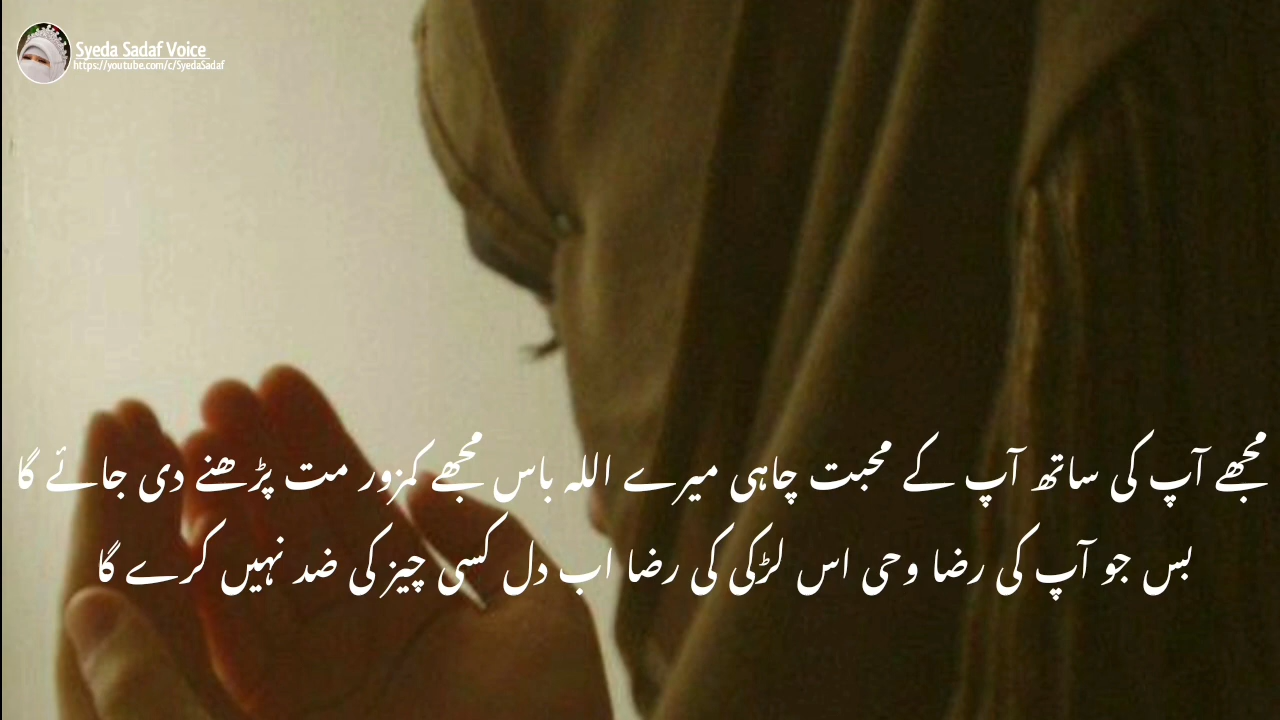 Syeda Sadaf Voice
https://youtube.com/c/SyedaSadaf
مجھے آپ کی ساتھ آپ کے محبت چاہی میرے اللہ باس مجھے کمزور مت پڑھنے دی جائے گا
بس جو آپ کی رضا وحی اس لڑکی کی رضا اب دل کسی چیز کی ضد نہیں کرے گا